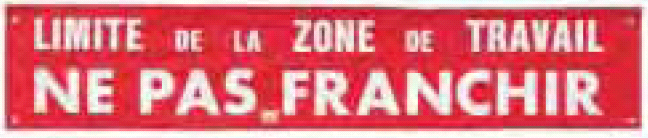 LIMITE DE LA ZONE DE TRAVAIL
NE PAS FRANCHIR